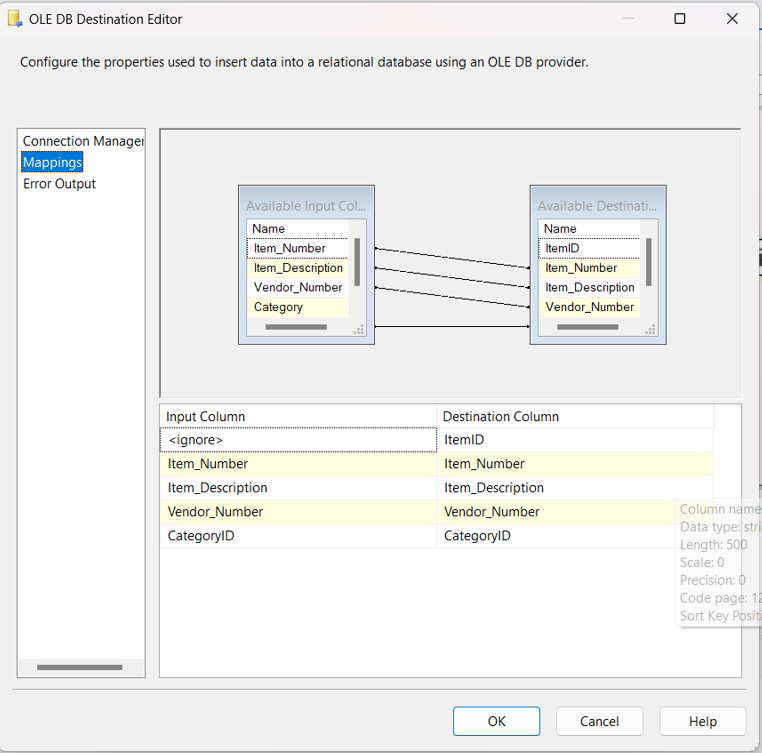 OLE DB Destination Editor
Configure the properties used to insert data into a relational database using an OLE DB provider.
Connection Manager
Mappings
Error Output
Available Input Col...
Name
Item_Number
Item_Description
Vendor_Number
Category
Available Destinati...
Name
ItemID
Item_Number
Item_Description
Vendor_Number
Input Column Destination Column
<ignore> ItemID
Item_Number Item_Number
Item_Description Item_Description
Vendor_Number Vendor_Number
CategoryID CategoryID
Column name
Data type: stri
Length: 500
Scale: 0
Precision: 0
Code page: 12
Sort Key Positi
OK Cancel Help